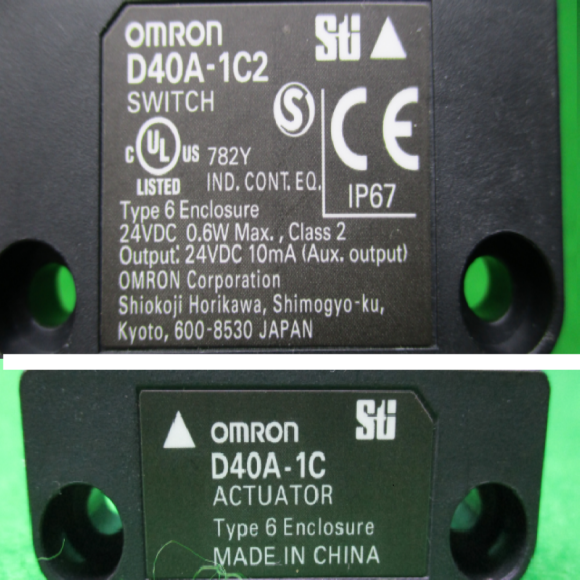 OMRON STi
D40A-1C2
SWITCH
S CE
C UL US 782Y
LISTED IND. CONT. EQ. IP67
Type 6 Enclosure
24VDC 0.6W Max., Class 2
Output: 24VDC 10mA (Aux. output)
OMRON Corporation
Shiokoji Horikawa, Shimogyo-ku,
Kyoto, 600-8530 JAPAN
OMRON STi
D40A-1C
ACTUATOR
Type 6 Enclosure
MADE IN CHINA